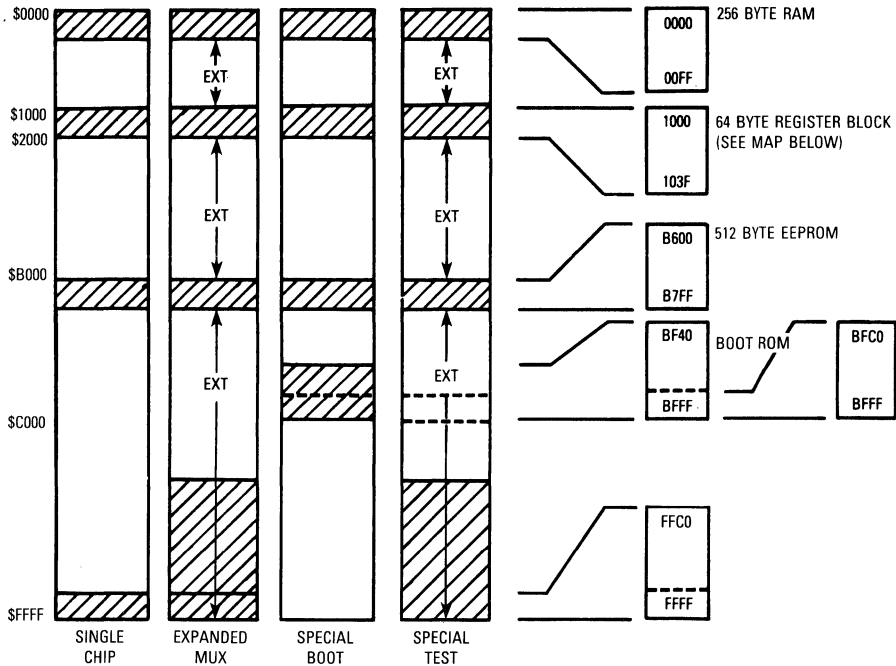 $0000
$1000
$2000
$B000
$C000
$FFFF
EXT
EXT
EXT
EXT
EXT
EXT
SINGLE
CHIP
EXPANDED
MUX
SPECIAL
BOOT
SPECIAL
TEST
0000
00FF
256 BYTE RAM
1000
103F
64 BYTE REGISTER BLOCK
(SEE MAP BELOW)
B600
B7FF
512 BYTE EEPROM
BF40
BFFF
BOOT ROM
BFC0
BFFF
FFC0
FFFF